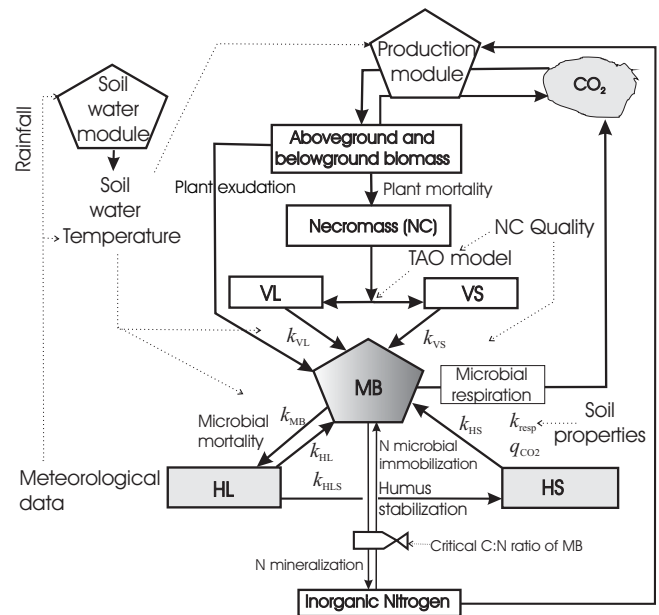 Production
module
CO2
Soil
water
module
Rainfall
Aboveground and
belowground biomass
Plant exudation
Plant mortality
Soil
water
Temperature
Necromass (NC)
NC Quality
TAO model
VL
VS
kVL
kVS
MB
Microbial
respiration
Microbial
mortality
kMB
kHL
kHS
kresp
qCO2
Soil
properties
N microbial
immobilization
Meteorological
data
HL
kHLS
Humus
stabilization
HS
Critical C:N ratio of MB
N mineralization
Inorganic Nitrogen